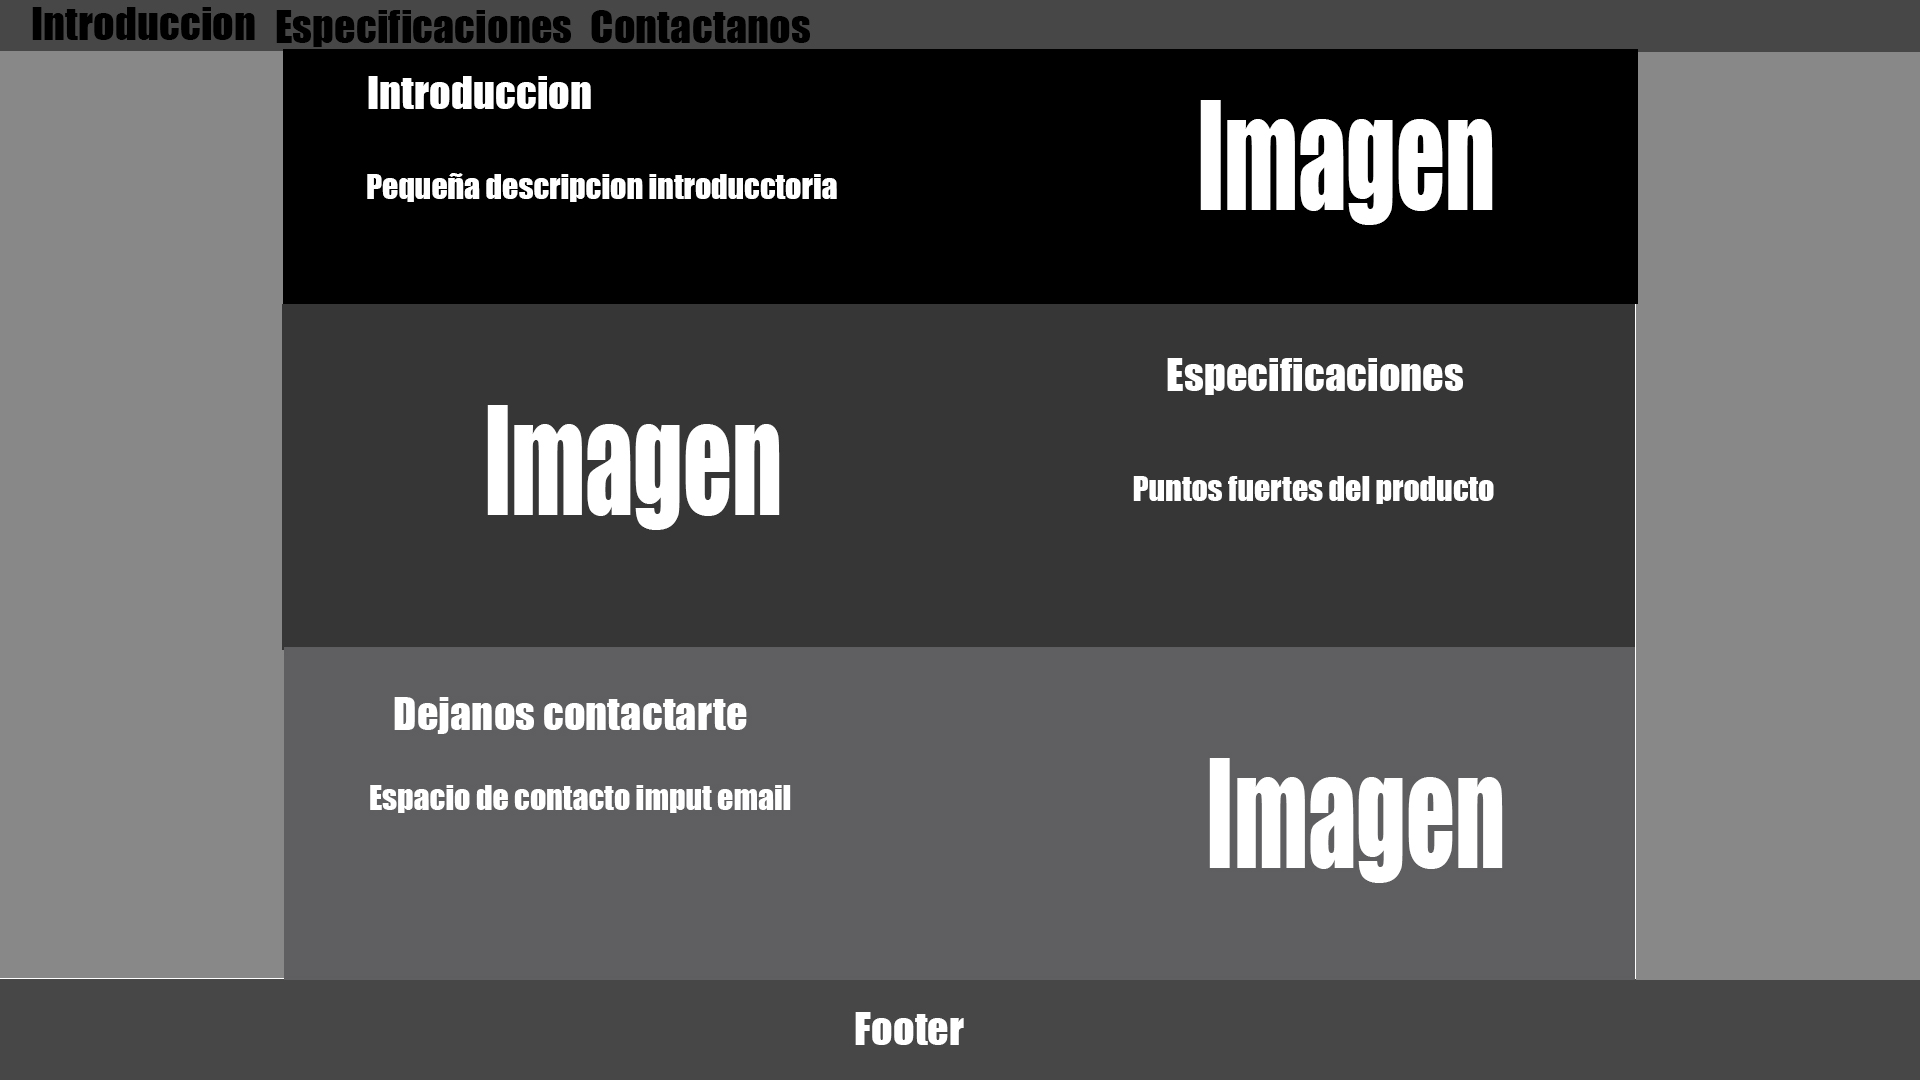 Introduccion Especificaciones Contactanos
Introduccion
Pequeña descripcion introducctoria
Imagen
Imagen
Especificaciones
Puntos fuertes del producto
Dejanos contactarte
Espacio de contacto imput email
Imagen
Footer